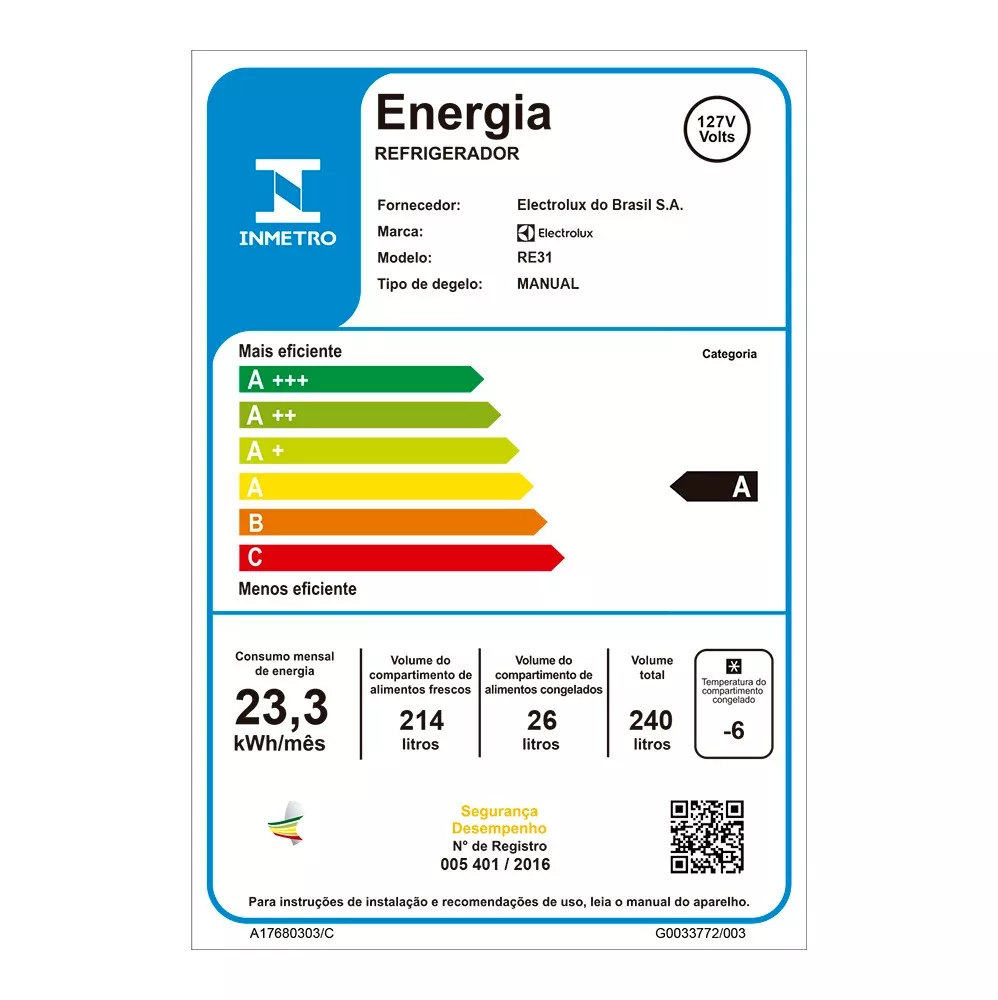 INMETRO
Energia
REFRIGERADOR
127V
Volts
Fornecedor: Electrolux do Brasil S.A.
Marca: Electrolux
Modelo: RE31
Tipo de degelo: MANUAL
Mais eficiente
Categoria
A +++
A ++
A +
A
A
B
C
Menos eficiente
Consumo mensal
de energia
23,3
kWh/mês
Volume do
compartimento de
alimentos frescos
214
litros
Volume do
compartimento de
alimentos congelados
26
litros
Volume
total
240
litros
Temperatura do
compartimento
congelado
-6
Segurança
Desempenho
N° de Registro
005 401 / 2016
Para instruções de instalação e recomendações de uso, leia o manual do aparelho.
A17680303/C
G0033772/003